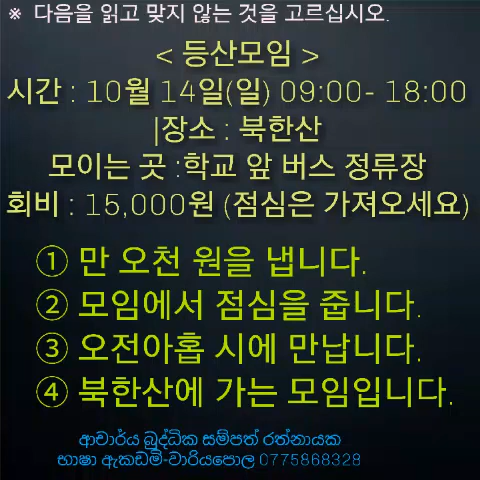 ※ 다음을 읽고 맞지 않는 것을 고르십시오.
< 등산모임 >
시간 : 10월 14일(일) 09:00- 18:00
|장소 : 북한산
모이는 곳 :학교 앞 버스 정류장
회비 : 15,000원 (점심은 가져오세요)
① 만 오천 원을 냅니다.
② 모임에서 점심을 줍니다.
③ 오전아홉 시에 만납니다.
④ 북한산에 가는 모임입니다.
ආචාර්ය බුද්ධික සම්පත් රත්නායක
භාෂා ඇකඩමි-වාරියපොල 0775868328